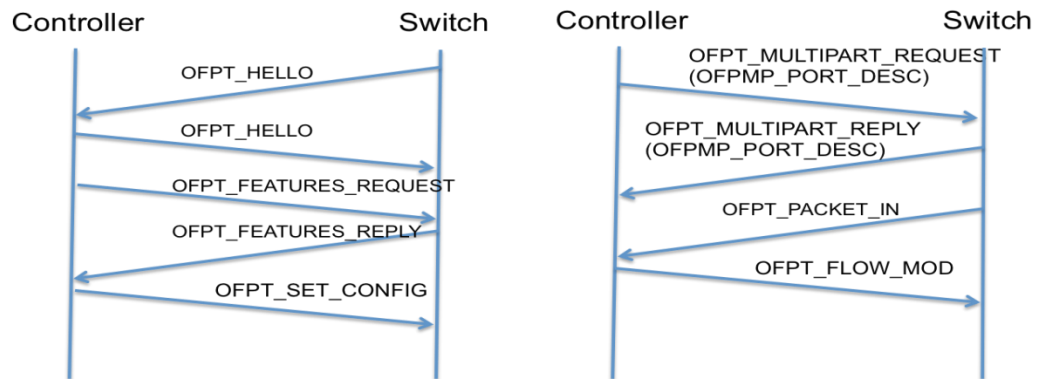 Controller
Switch
OFPT_HELLO
OFPT_HELLO
OFPT_FEATURES_REQUEST
OFPT_FEATURES_REPLY
OFPT_SET_CONFIG
Controller
Switch
OFPT_MULTIPART_REQUEST
(OFPMP_PORT_DESC)
OFPT_MULTIPART_REPLY
(OFPMP_PORT_DESC)
OFPT_PACKET_IN
OFPT_FLOW_MOD